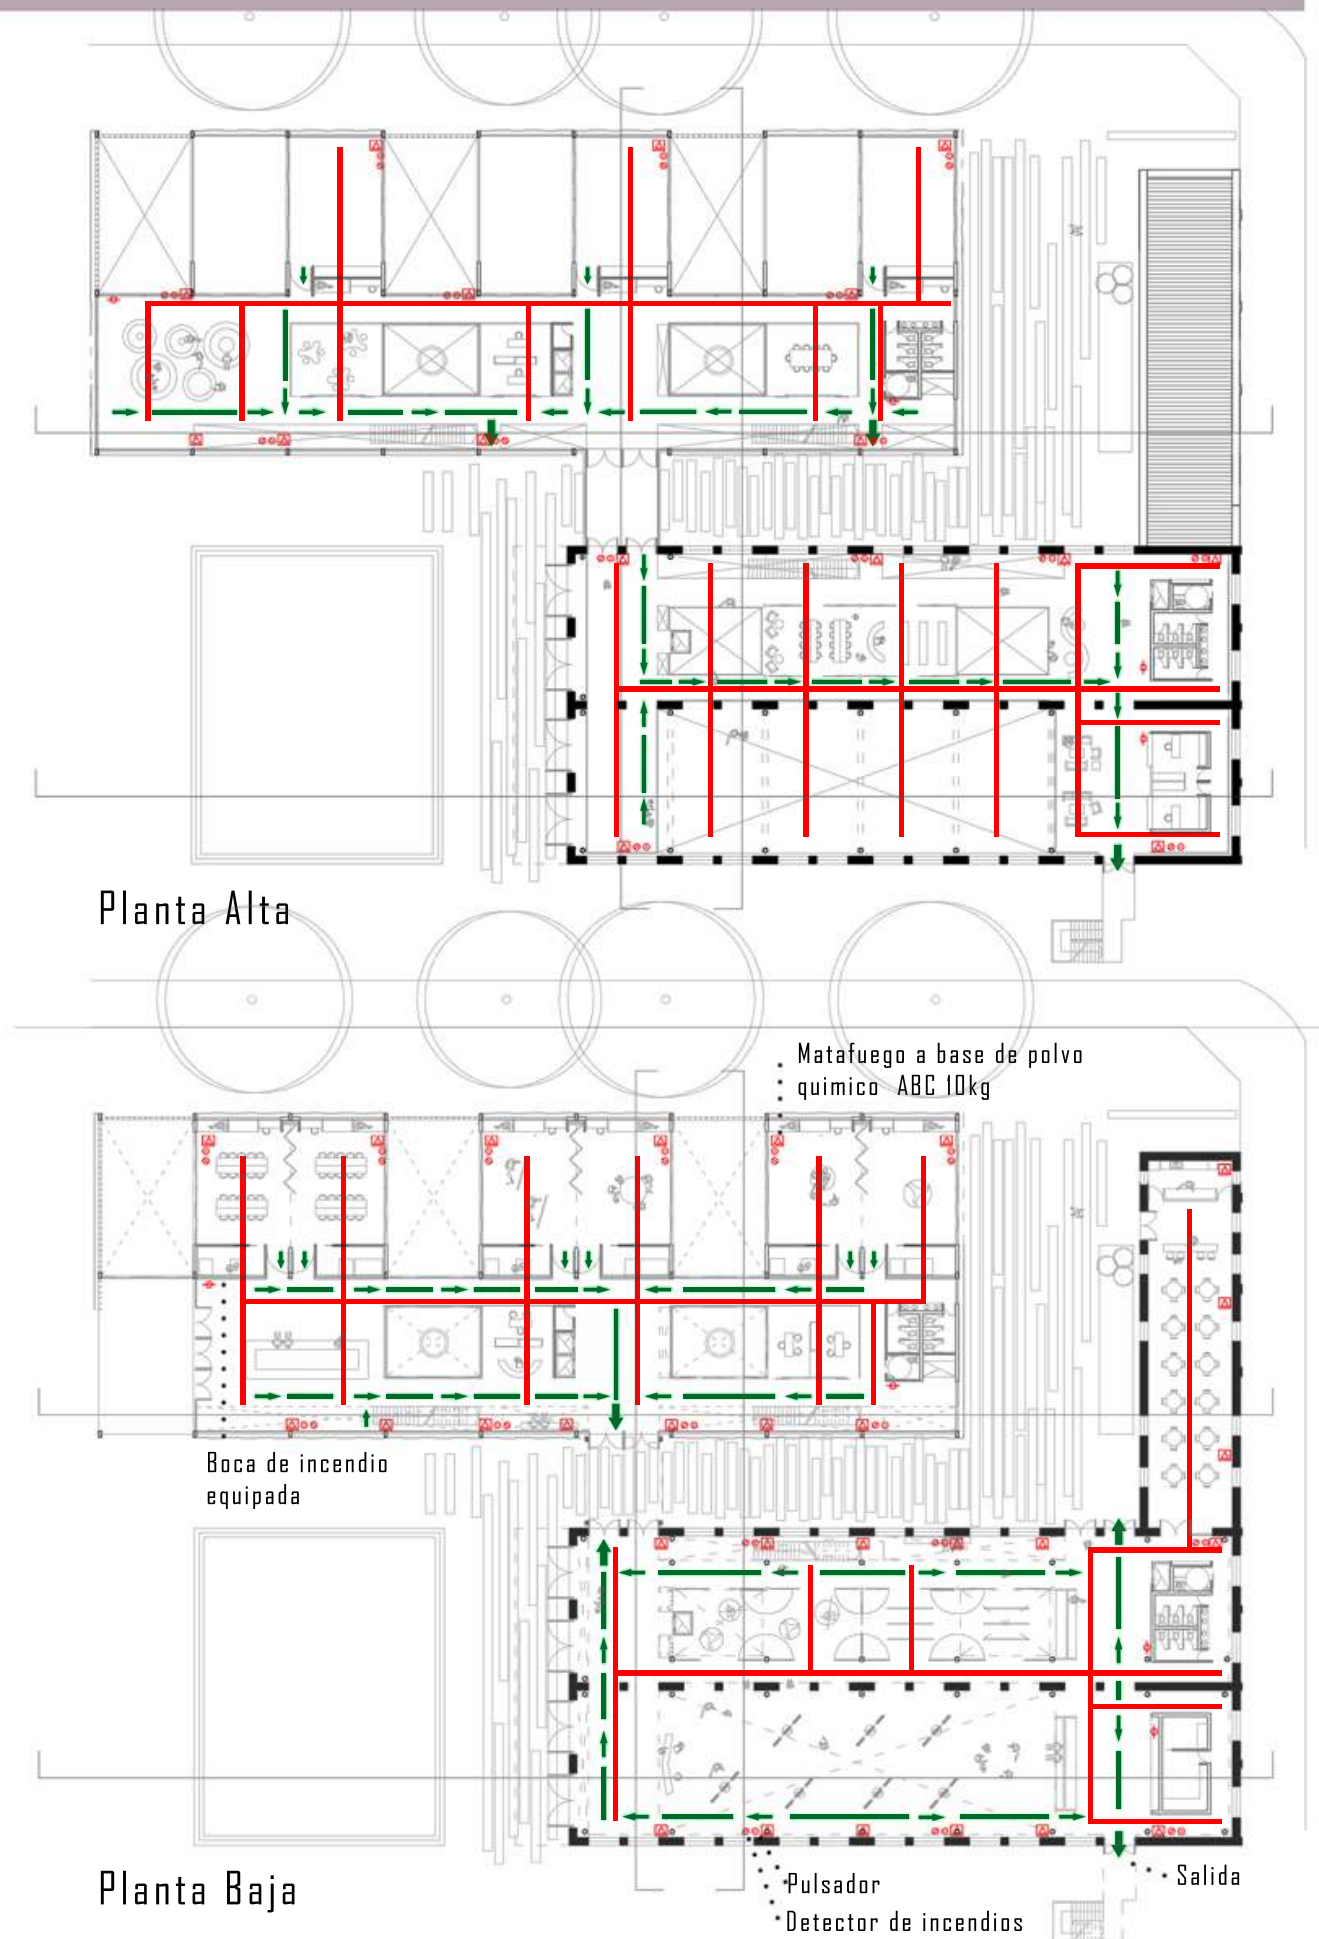 Planta Alta
Matafuego a base de polvo
quimico ABC 10kg
Boca de incendio
equipada
Salida
Pulsador
Planta Baja
Detector de incendios